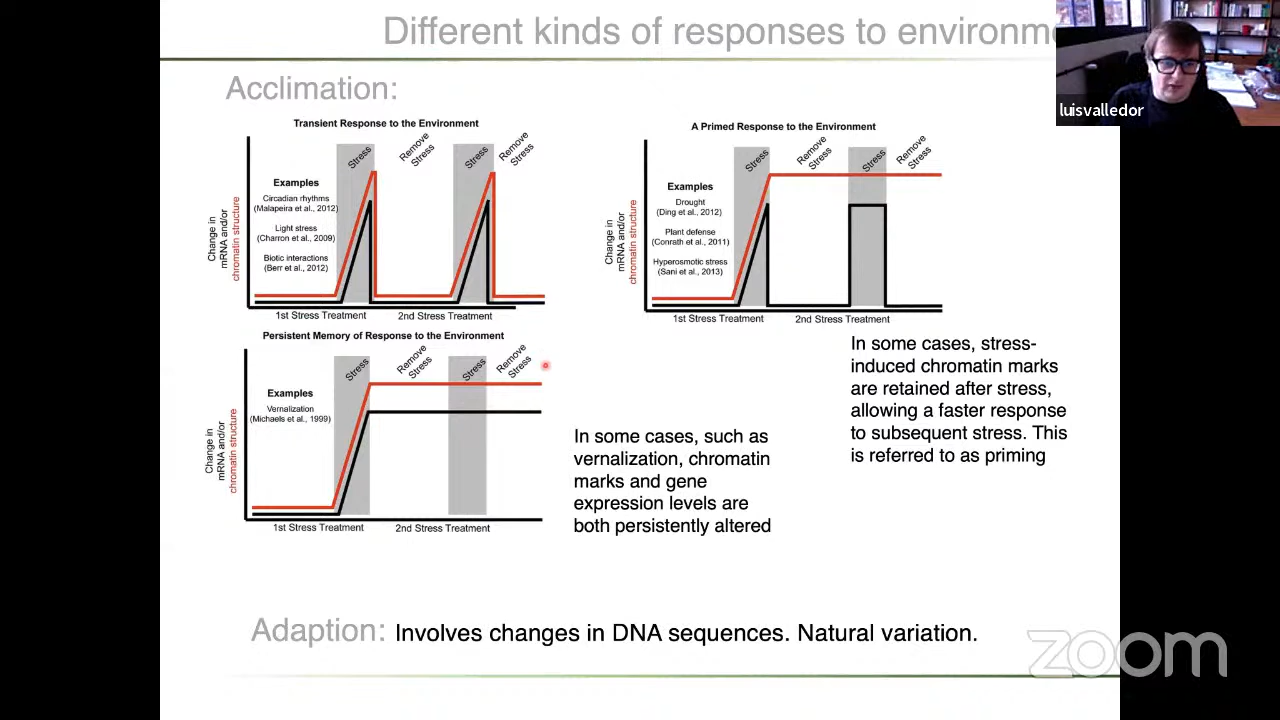 Different kinds of responses to environm
luisvalledor
Acclimation:
Transient Response to the Environment
Stress
Remove
Stress
Stress
Remove
Stress
Examples
Circadian rhythms
(Malapeira et al., 2012)
Light stress
(Charron et al., 2009)
Biotic interactions
(Berr et al., 2012)
Change in
mRNA and/or
chromatin structure
1st Stress Treatment
2nd Stress Treatment
A Primed Response to the Environment
Stress
Remove
Stress
Stress
Remove
Stress
Examples
Drought
(Ding et al., 2012)
Plant defense
(Conrath et al., 2011)
Hyperosmotic stress
(Sani et al., 2013)
Change in
mRNA and/or
chromatin structure
1st Stress Treatment
2nd Stress Treatment
Persistent Memory of Response to the Environment
Stress
Remove
Stress
Stress
Remove
Stress
Examples
Vernalization
(Michaels et al., 1999)
Change in
mRNA and/or
chromatin structure
1st Stress Treatment
2nd Stress Treatment
In some cases, such as
vernalization, chromatin
marks and gene
expression levels are
both persistently altered
In some cases, stress-
induced chromatin marks
are retained after stress,
allowing a faster response
to subsequent stress. This
is referred to as priming
Adaption: Involves changes in DNA sequences. Natural variation.
zoom